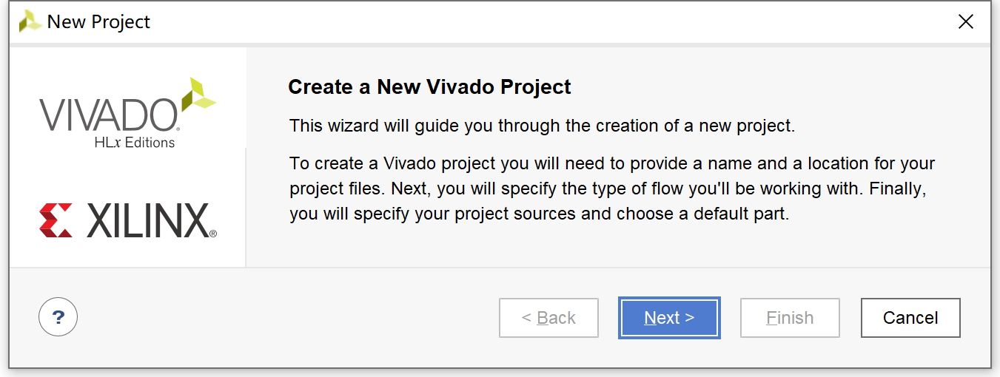 New Project
VIVADO®
HLx Editions
XILINX®
Create a New Vivado Project
This wizard will guide you through the creation of a new project.
To create a Vivado project you will need to provide a name and a location for your
project files. Next, you will specify the type of flow you'll be working with. Finally,
you will specify your project sources and choose a default part.
?
< Back
Next >
Finish
Cancel